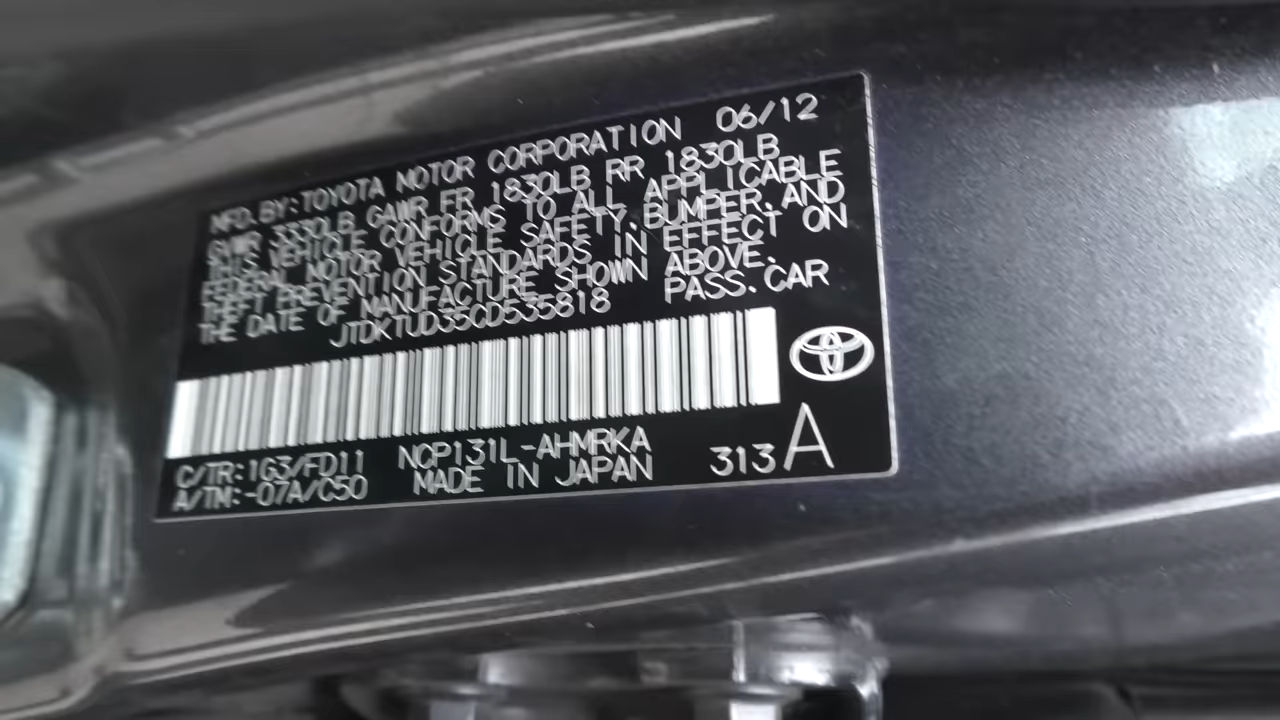 MFD. BY: TOYOTA MOTOR CORPORATION 06/12
GVWR 3330LB GAWR FR 1830LB RR 1830LB
THIS VEHICLE CONFORMS TO ALL APPLICABLE
FEDERAL MOTOR VEHICLE SAFETY, BUMPER, AND
THEFT PREVENTION STANDARDS IN EFFECT ON
THE DATE OF MANUFACTURE SHOWN ABOVE.
JTDKTUD35CD535818 PASS. CAR
C/TR: 1G3/FD11 NCP131L-AHMRKA 313 A
A/TM: -07A/C50 MADE IN JAPAN